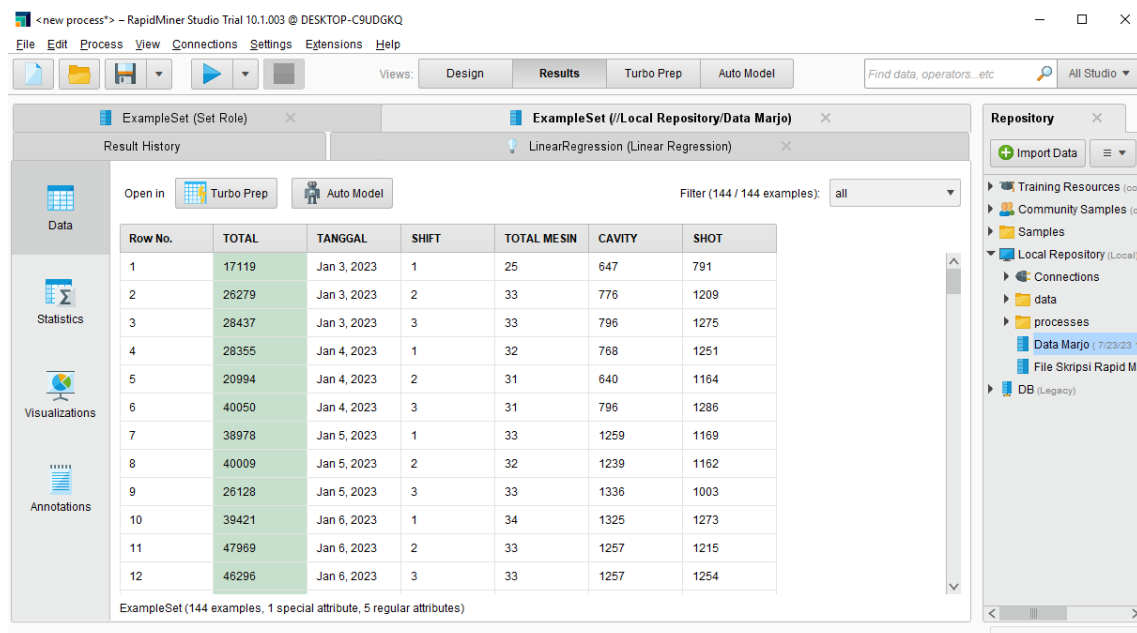 <new process*> – RapidMiner Studio Trial 10.1.003 @ DESKTOP-C9UDGKQ
File Edit Process View Connections Settings Extensions Help
Views: Design Results Turbo Prep Auto Model Find data, operators...etc All Studio
ExampleSet (Set Role) ExampleSet (//Local Repository/Data Marjo)
Result History LinearRegression (Linear Regression)
Data
Statistics
Visualizations
Annotations
Open in Turbo Prep Auto Model Filter (144 / 144 examples): all
Row No. TOTAL TANGGAL SHIFT TOTAL MESIN CAVITY SHOT
1 17119 Jan 3, 2023 1 25 647 791
2 26279 Jan 3, 2023 2 33 776 1209
3 28437 Jan 3, 2023 3 33 796 1275
4 28355 Jan 4, 2023 1 32 768 1251
5 20994 Jan 4, 2023 2 31 640 1164
6 40050 Jan 4, 2023 3 31 796 1286
7 38978 Jan 5, 2023 1 33 1259 1169
8 40009 Jan 5, 2023 2 32 1239 1162
9 26128 Jan 5, 2023 3 33 1336 1003
10 39421 Jan 6, 2023 1 34 1325 1273
11 47969 Jan 6, 2023 2 33 1257 1215
12 46296 Jan 6, 2023 3 33 1257 1254
ExampleSet (144 examples, 1 special attribute, 5 regular attributes)
Repository
Import Data
Training Resources (co
Community Samples (c
Samples
Local Repository (Local)
Connections
data
processes
Data Marjo ( 7/23/23
File Skripsi Rapid M
DB (Legacy)